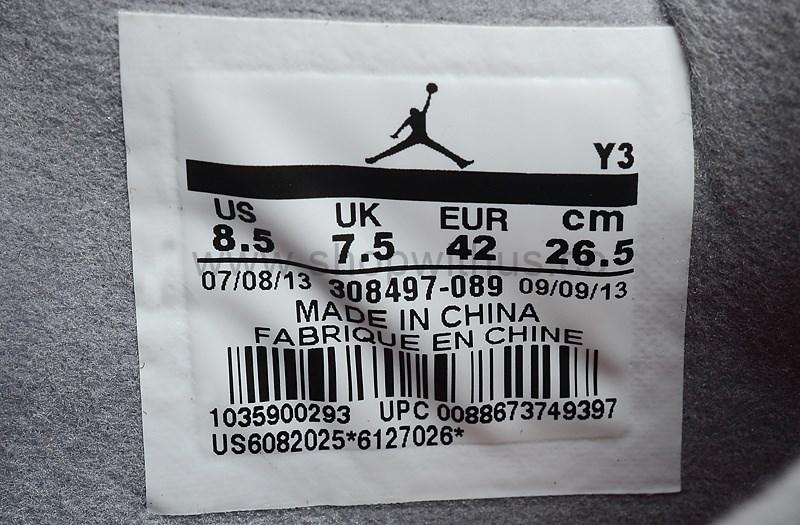 Y3
US UK EUR cm
8.5 7.5 42 26.5
07/08/13 308497-089 09/09/13
MADE IN CHINA
FABRIQUE EN CHINE
1035900293 UPC 0088673749397
US6082025*6127026*